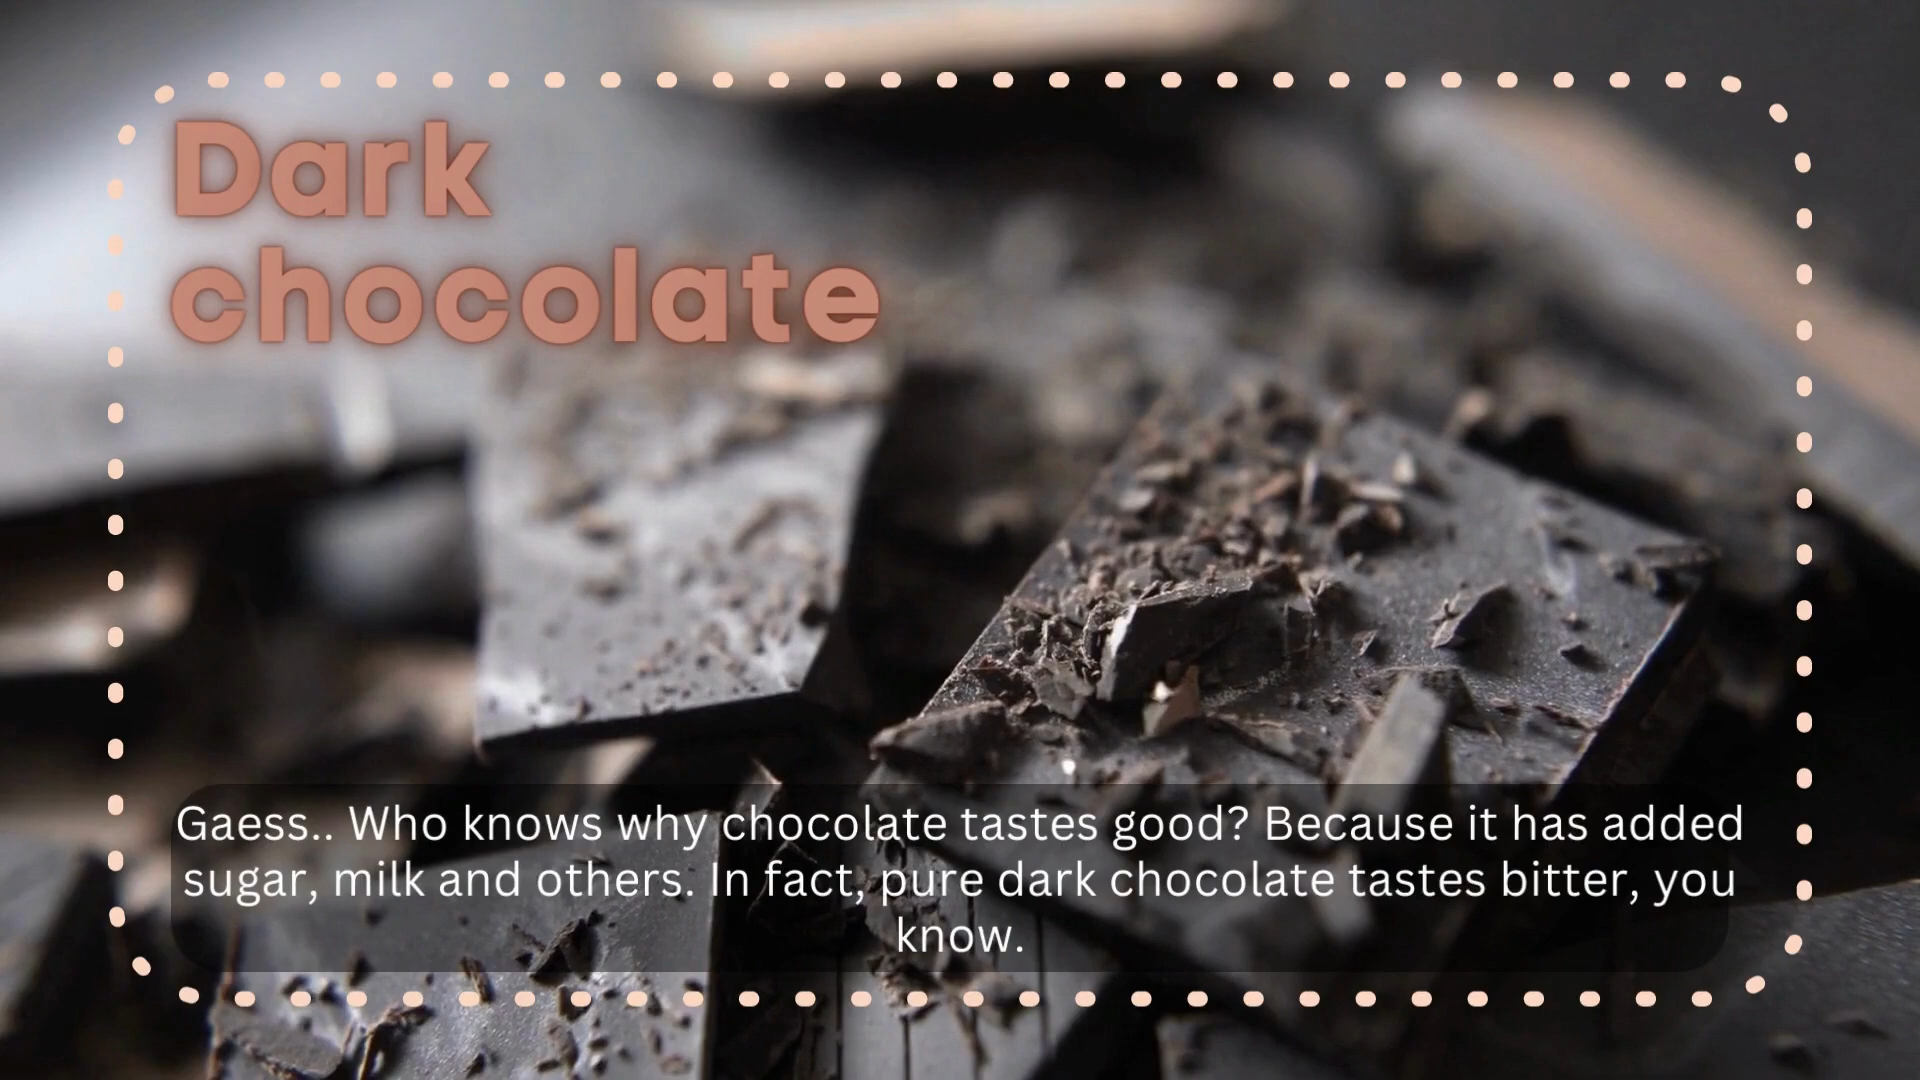 Dark
chocolate
Gaess.. Who knows why chocolate tastes good? Because it has added
sugar, milk and others. In fact, pure dark chocolate tastes bitter, you
know.